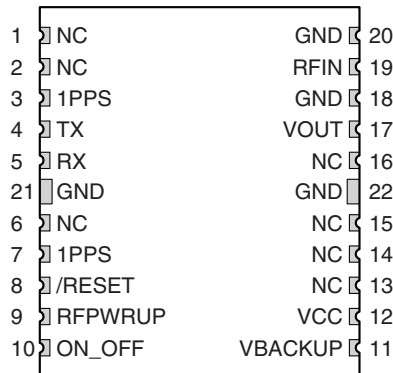 1 NC GND 20
2 NC RFIN 19
3 1PPS GND 18
4 TX VOUT 17
5 RX NC 16
21 GND GND 22
6 NC NC 15
7 1PPS NC 14
8 /RESET NC 13
9 RFPWRUP VCC 12
10 ON_OFF VBACKUP 11